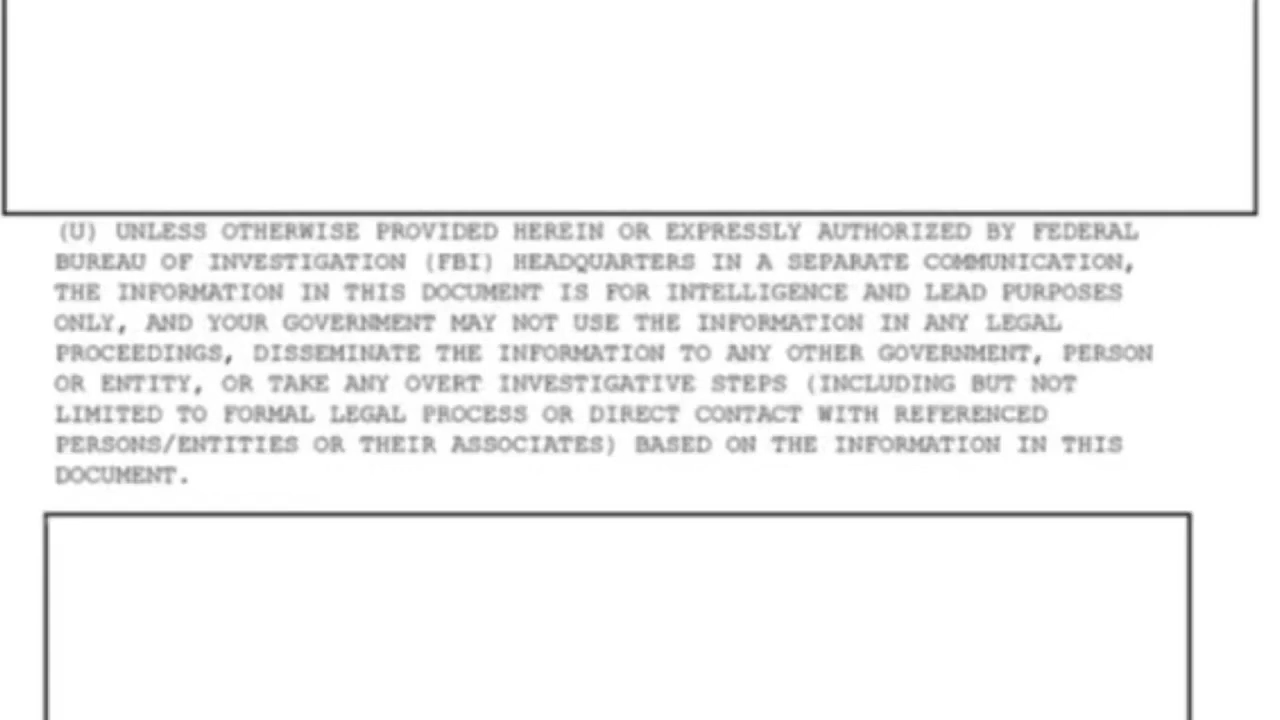 (U) UNLESS OTHERWISE PROVIDED HEREIN OR EXPRESSLY AUTHORIZED BY FEDERAL
BUREAU OF INVESTIGATION (FBI) HEADQUARTERS IN A SEPARATE COMMUNICATION,
THE INFORMATION IN THIS DOCUMENT IS FOR INTELLIGENCE AND LEAD PURPOSES
ONLY, AND YOUR GOVERNMENT MAY NOT USE THE INFORMATION IN ANY LEGAL
PROCEEDINGS, DISSEMINATE THE INFORMATION TO ANY OTHER GOVERNMENT, PERSON
OR ENTITY, OR TAKE ANY OVERT INVESTIGATIVE STEPS (INCLUDING BUT NOT
LIMITED TO FORMAL LEGAL PROCESS OR DIRECT CONTACT WITH REFERENCED
PERSONS/ENTITIES OR THEIR ASSOCIATES) BASED ON THE INFORMATION IN THIS
DOCUMENT.